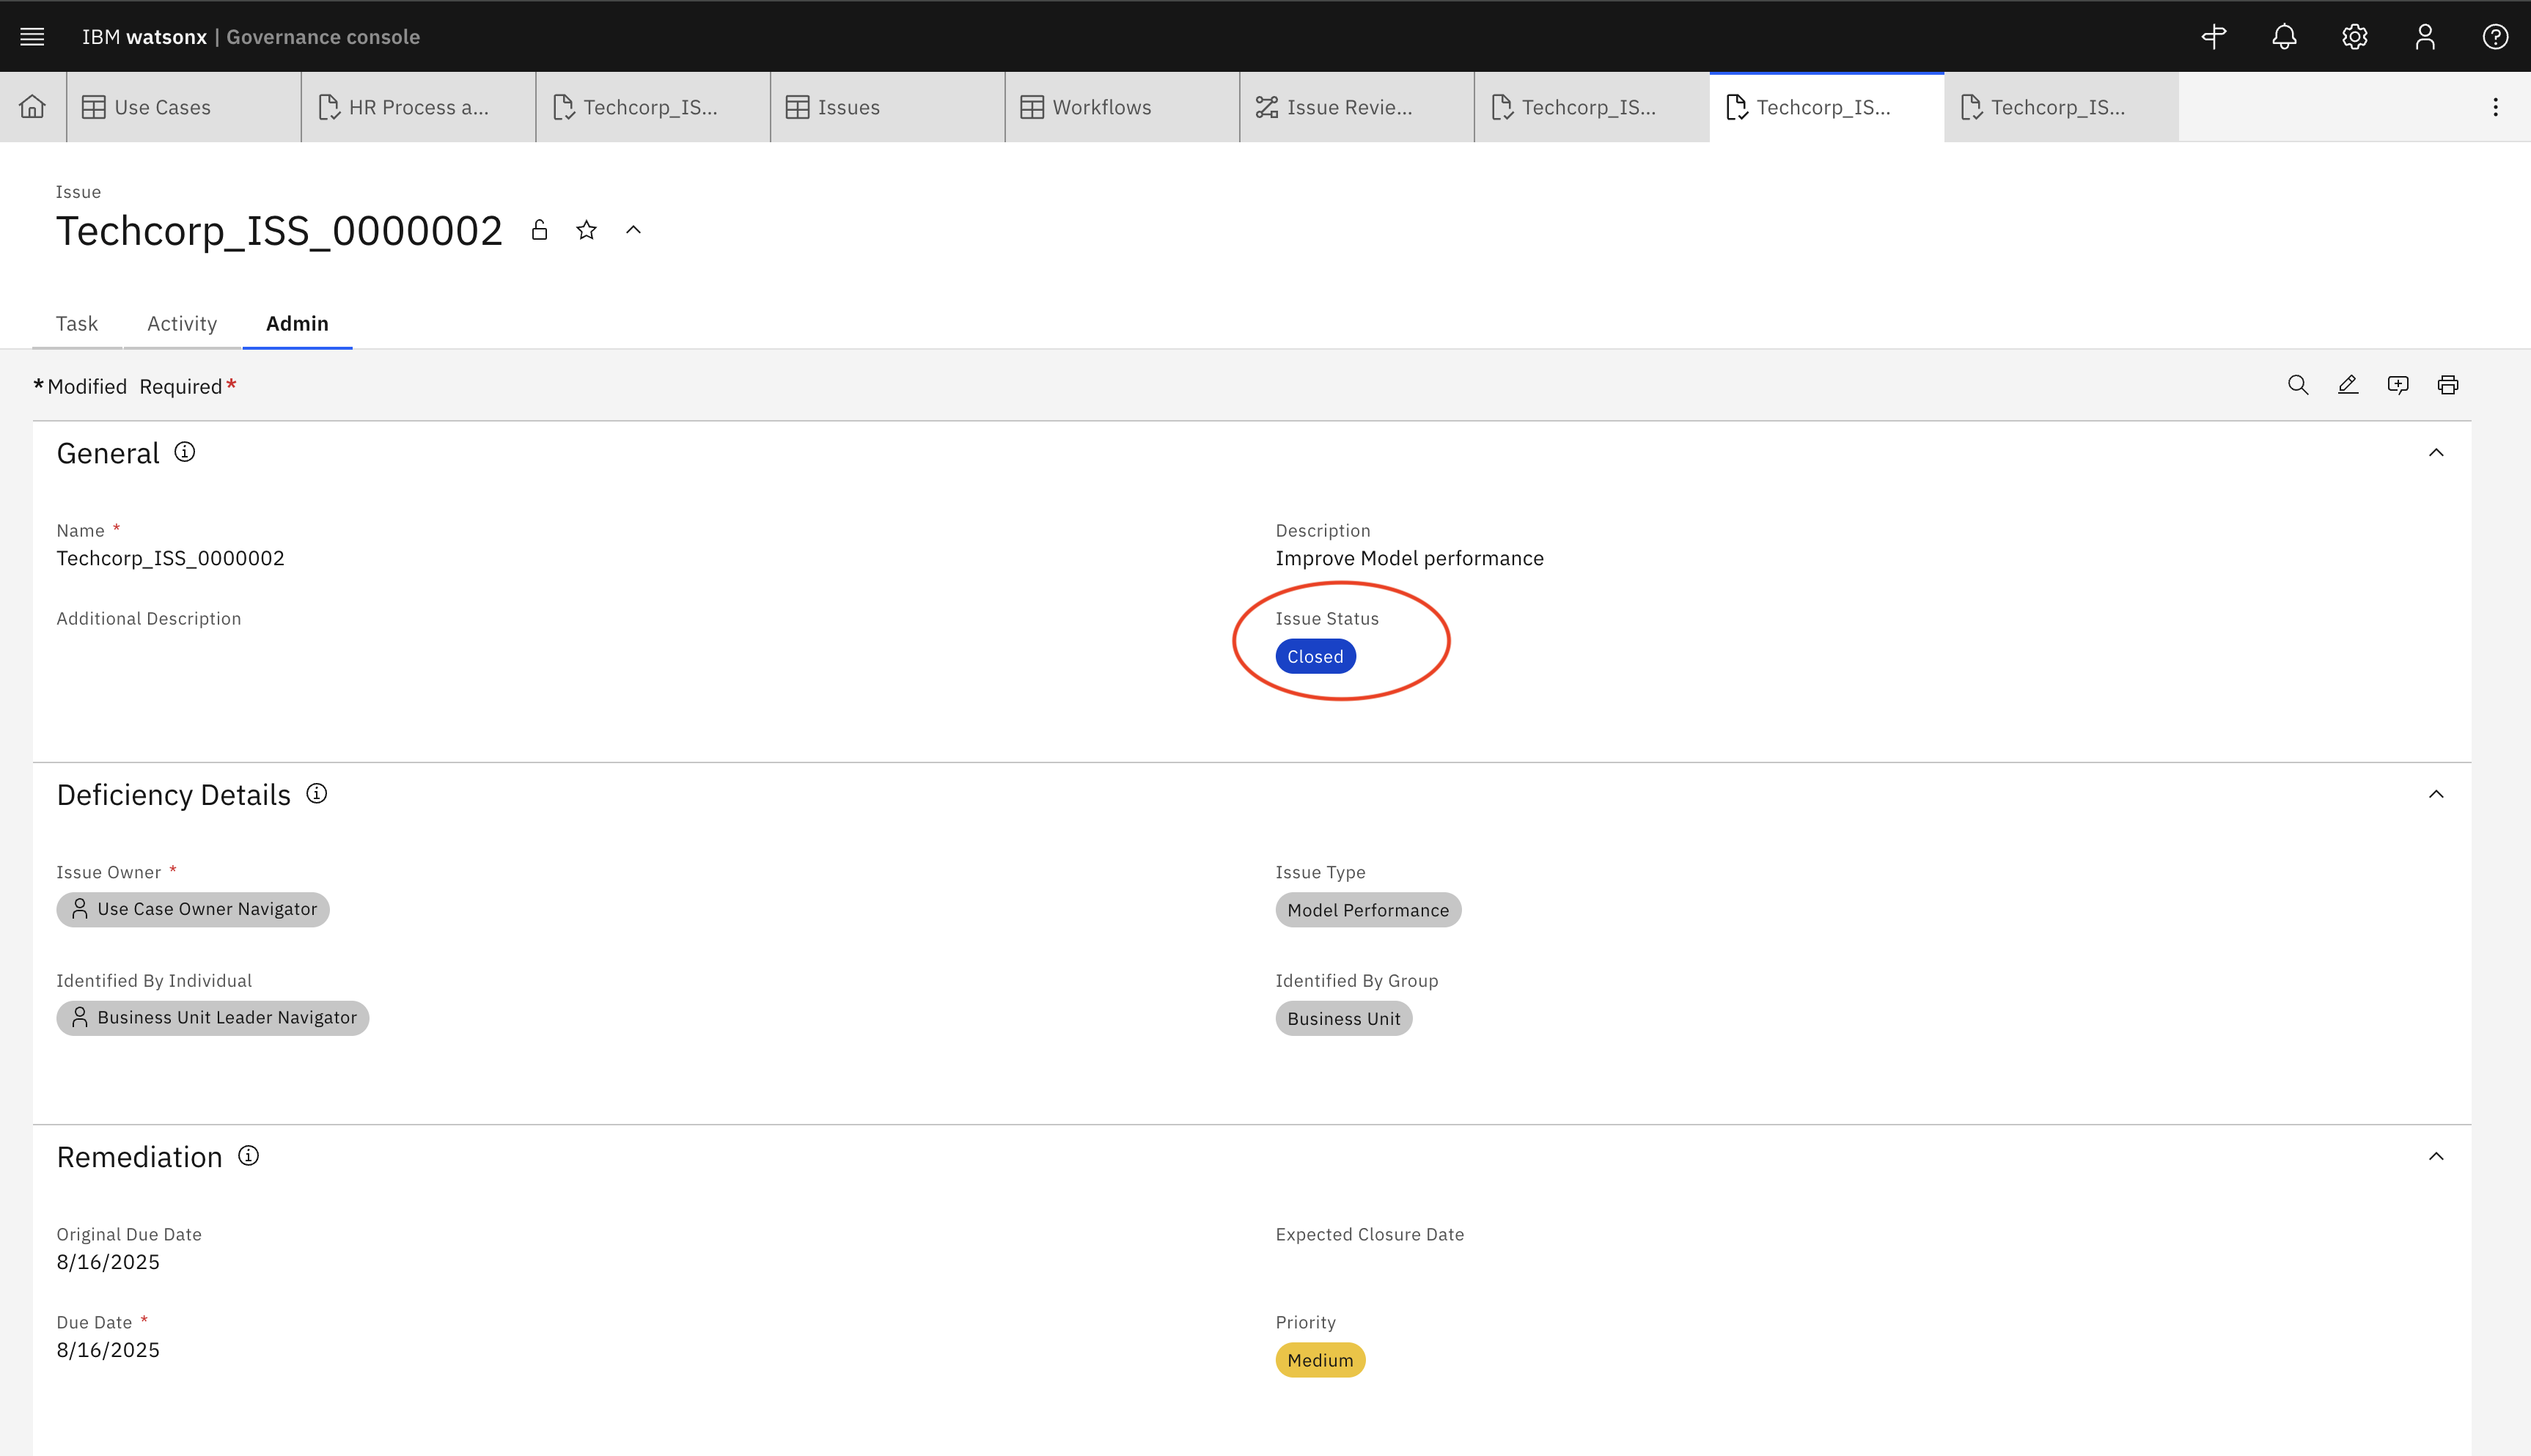 IBM watsonx | Governance console
Use Cases
HR Process a...
Techcorp_IS...
Issues
Workflows
Issue Revie...
Techcorp_IS...
Techcorp_IS...
Techcorp_IS...
Issue
Techcorp_ISS_0000002
Task
Activity
Admin
*Modified Required*
General
Name *
Techcorp_ISS_0000002
Description
Improve Model performance
Additional Description
Issue Status
Closed
Deficiency Details
Issue Owner *
Use Case Owner Navigator
Issue Type
Model Performance
Identified By Individual
Business Unit Leader Navigator
Identified By Group
Business Unit
Remediation
Original Due Date
8/16/2025
Expected Closure Date
Due Date *
8/16/2025
Priority
Medium